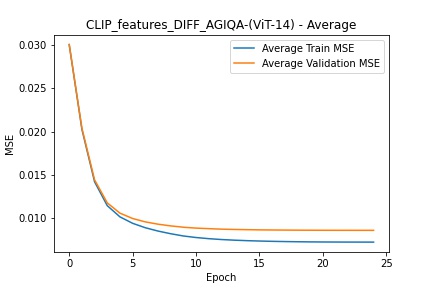 CLIP_features_DIFF_AGIQA-(ViT-14) - Average
Average Train MSE
Average Validation MSE
0.030
0.025
0.020
0.015
0.010
MSE
0
5
10
15
20
25
Epoch